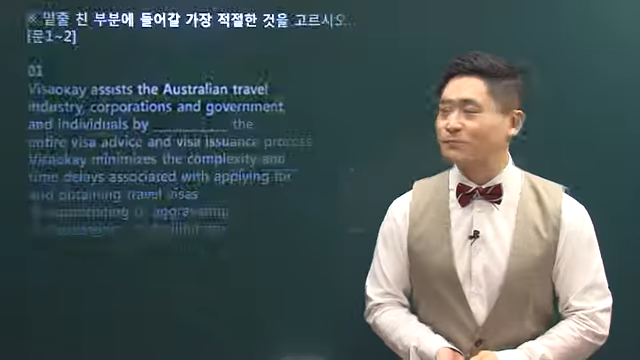 ※ 밑줄 친 부분에 들어갈 가장 적절한 것을 고르시오.
[문1~2]
01
Visaokay assists the Australian travel
industry, corporations and government,
and individuals by ________ the
entire visa advice and visa issuance process
Visaokay minimizes the complexity and
time delays associated with applying for
and obtaining travel visas
aggravating